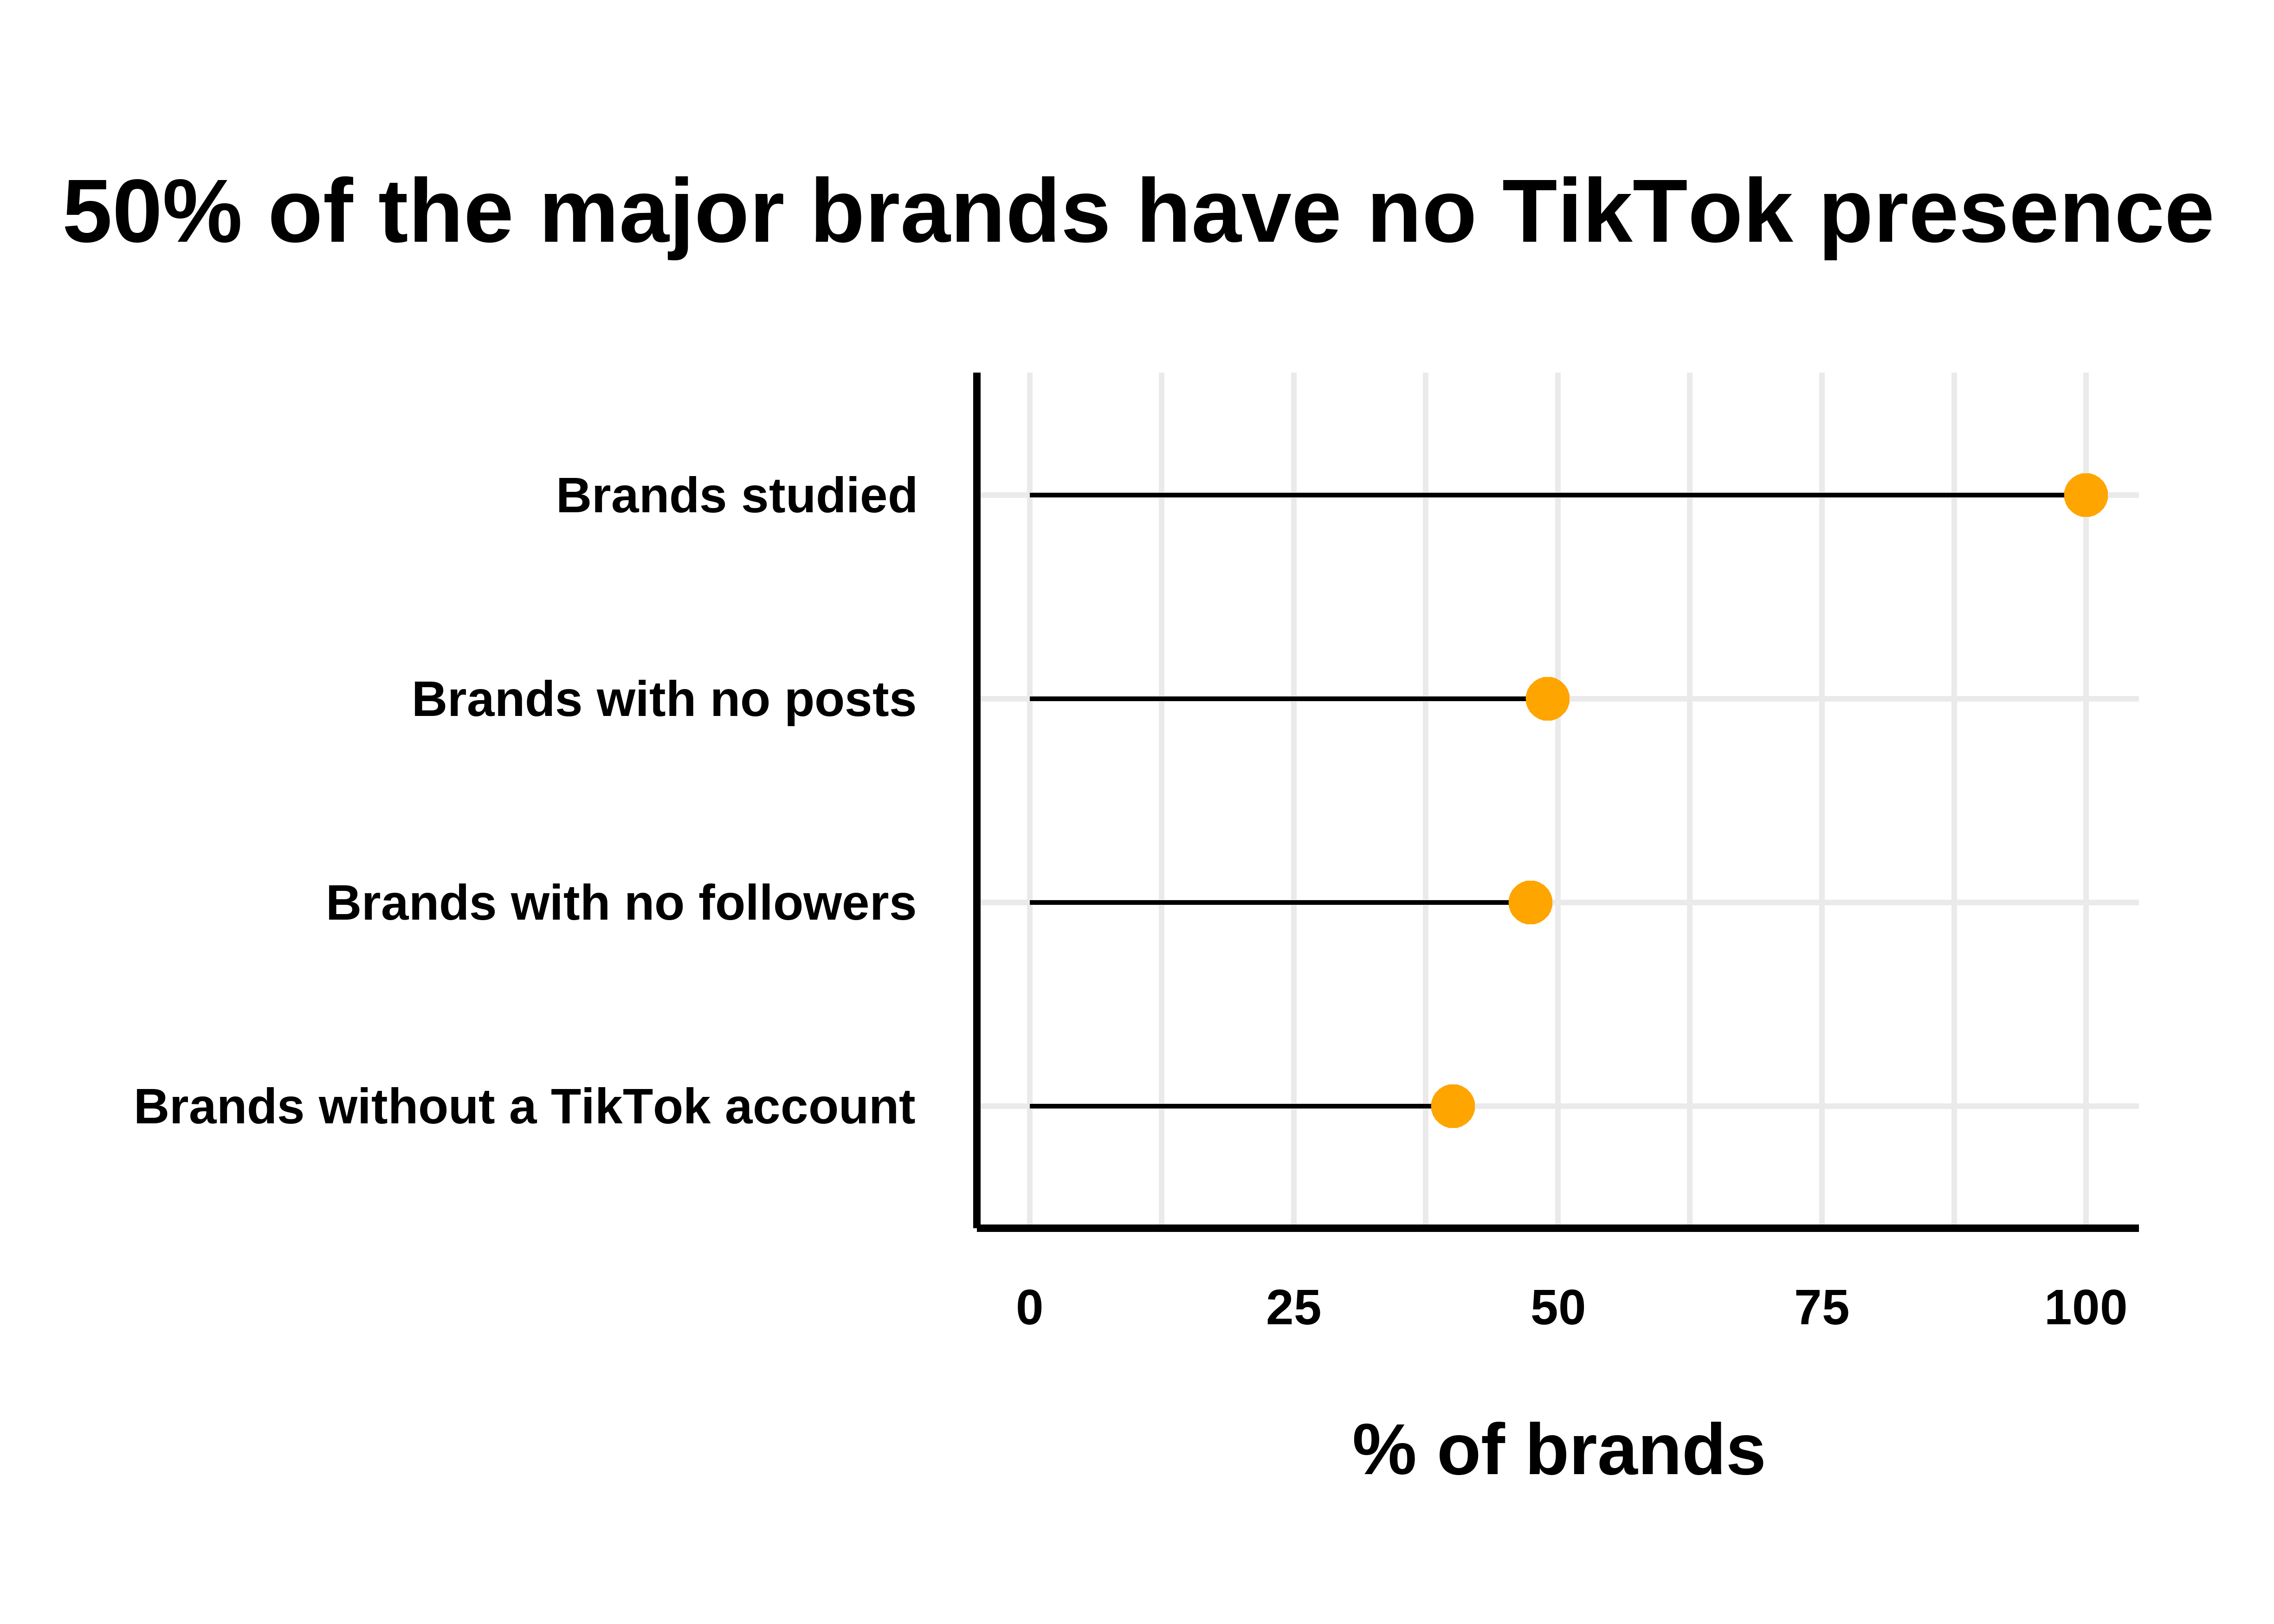 50% of the major brands have no TikTok presence
Brands studied
Brands with no posts
Brands with no followers
Brands without a TikTok account
0 25 50 75 100
% of brands